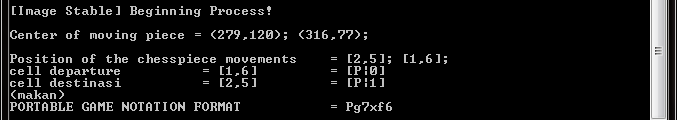 [Image Stable] Beginning Process!
Center of moving piece = (279,120); (316,77);
Position of the chesspiece movements = [2,5]; [1,6];
cell departure = [1,6] = [P¦0]
cell destinasi = [2,5] = [P¦1]
(makan)
PORTABLE GAME NOTATION FORMAT = Pg7xf6